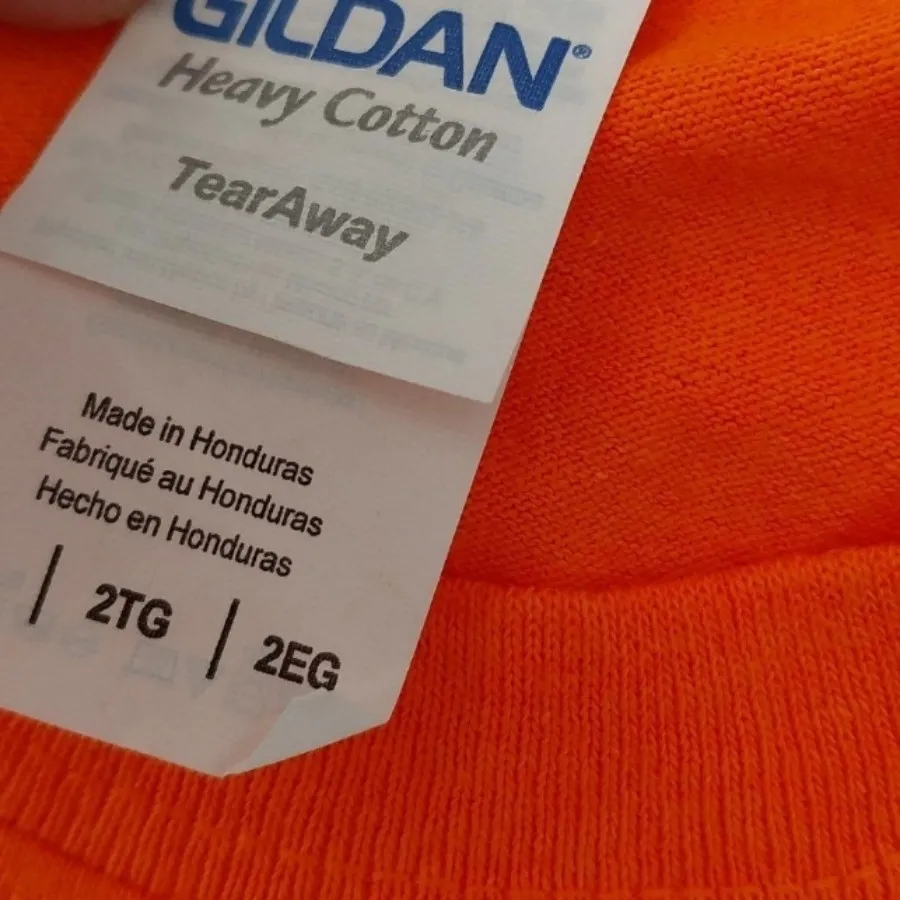 GILDAN®
Heavy Cotton
TearAway
Made in Honduras
Fabriqué au Honduras
Hecho en Honduras
| 2TG | 2EG